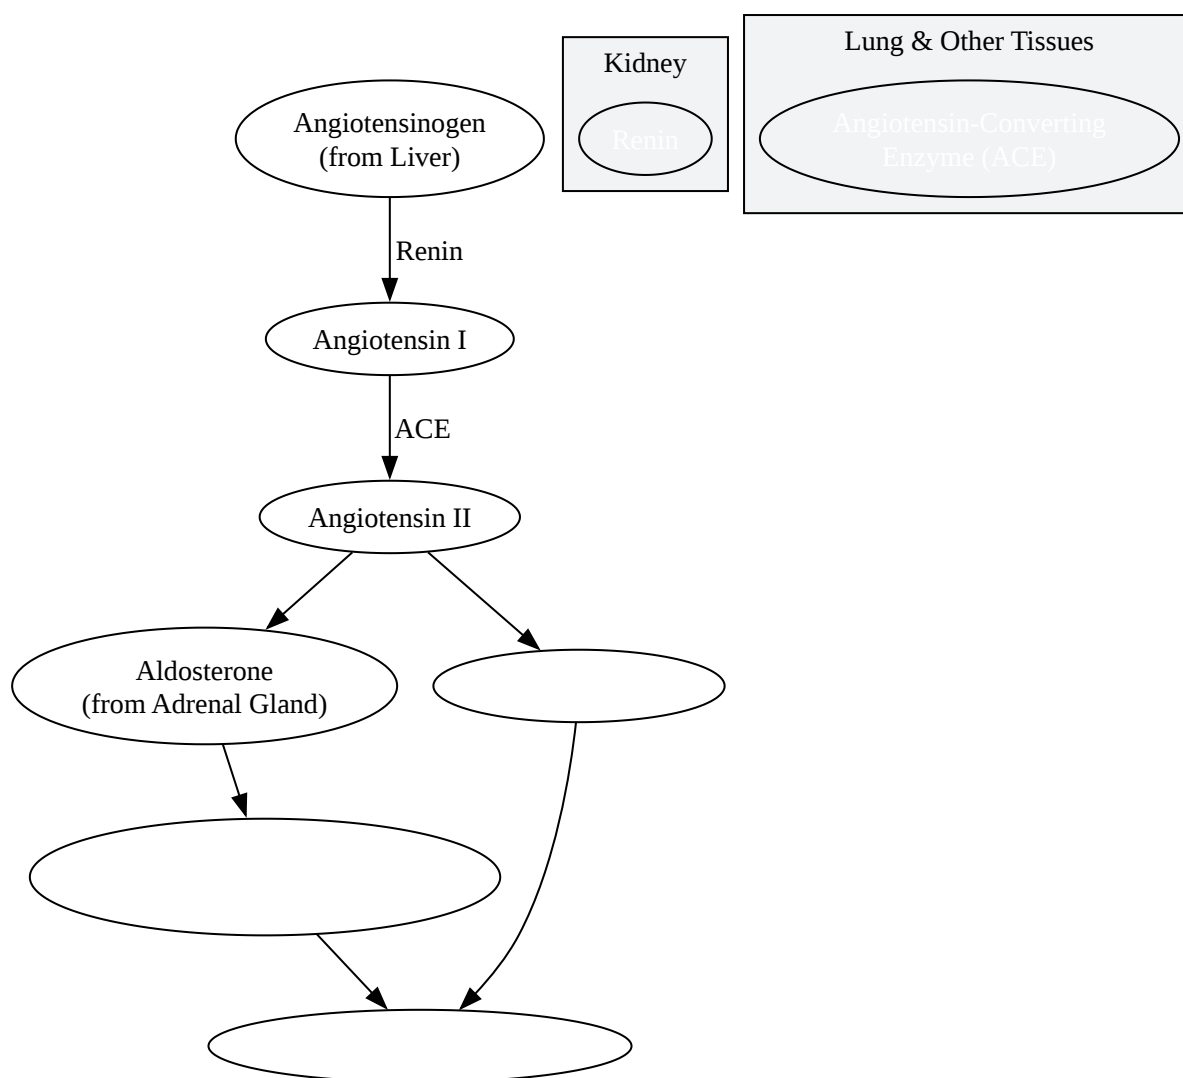 Lung & Other Tissues
Kidney
Angiotensinogen
(from Liver)
Renin
Angiotensin-Converting
Enzyme (ACE)
Renin
Angiotensin I
ACE
Angiotensin II
Aldosterone
(from Adrenal Gland)